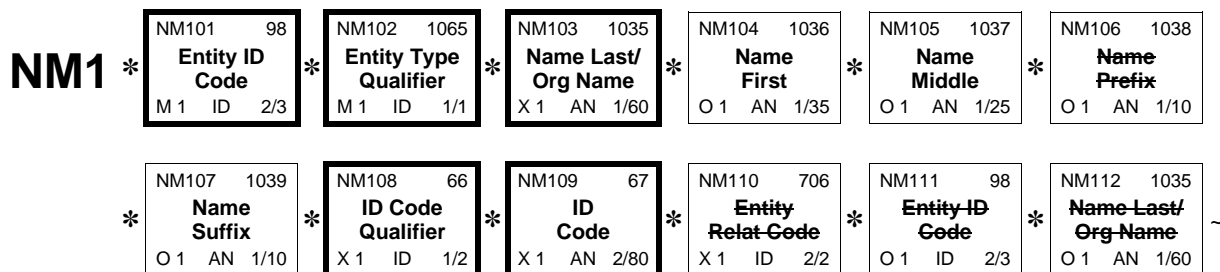 NM101 98 NM102 1065 NM103 1035 NM104 1036 NM105 1037 NM106 1038
NM1 * Entity ID * Entity Type * Name Last/ * Name * Name * Name
Code Qualifier Org Name First Middle Prefix
M 1 ID 2/3 M 1 ID 1/1 X 1 AN 1/60 O 1 AN 1/35 O 1 AN 1/25 O 1 AN 1/10
NM107 1039 NM108 66 NM109 67 NM110 706 NM111 98 NM112 1035
* Name * ID Code * ID * Entity * Entity ID * Name Last/ ~
Suffix Qualifier Code Relat Code Code Org Name
O 1 AN 1/10 X 1 ID 1/2 X 1 AN 2/80 X 1 ID 2/2 O 1 ID 2/3 O 1 AN 1/60